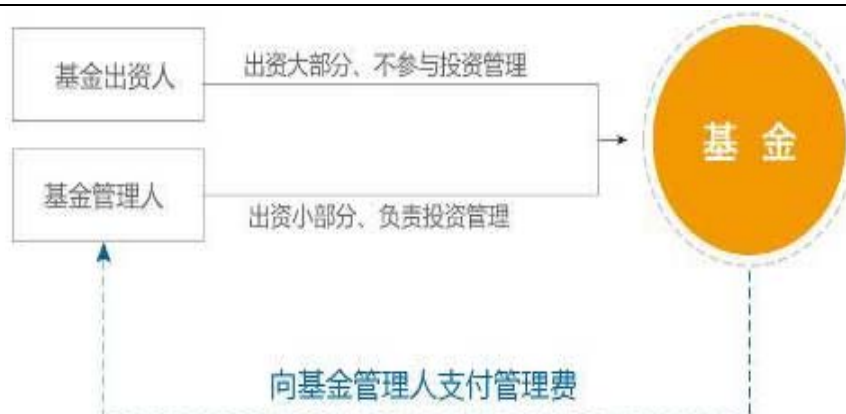 基金出资人
出资大部分、不参与投资管理
基金
基金管理人
出资小部分、负责投资管理
向基金管理人支付管理费